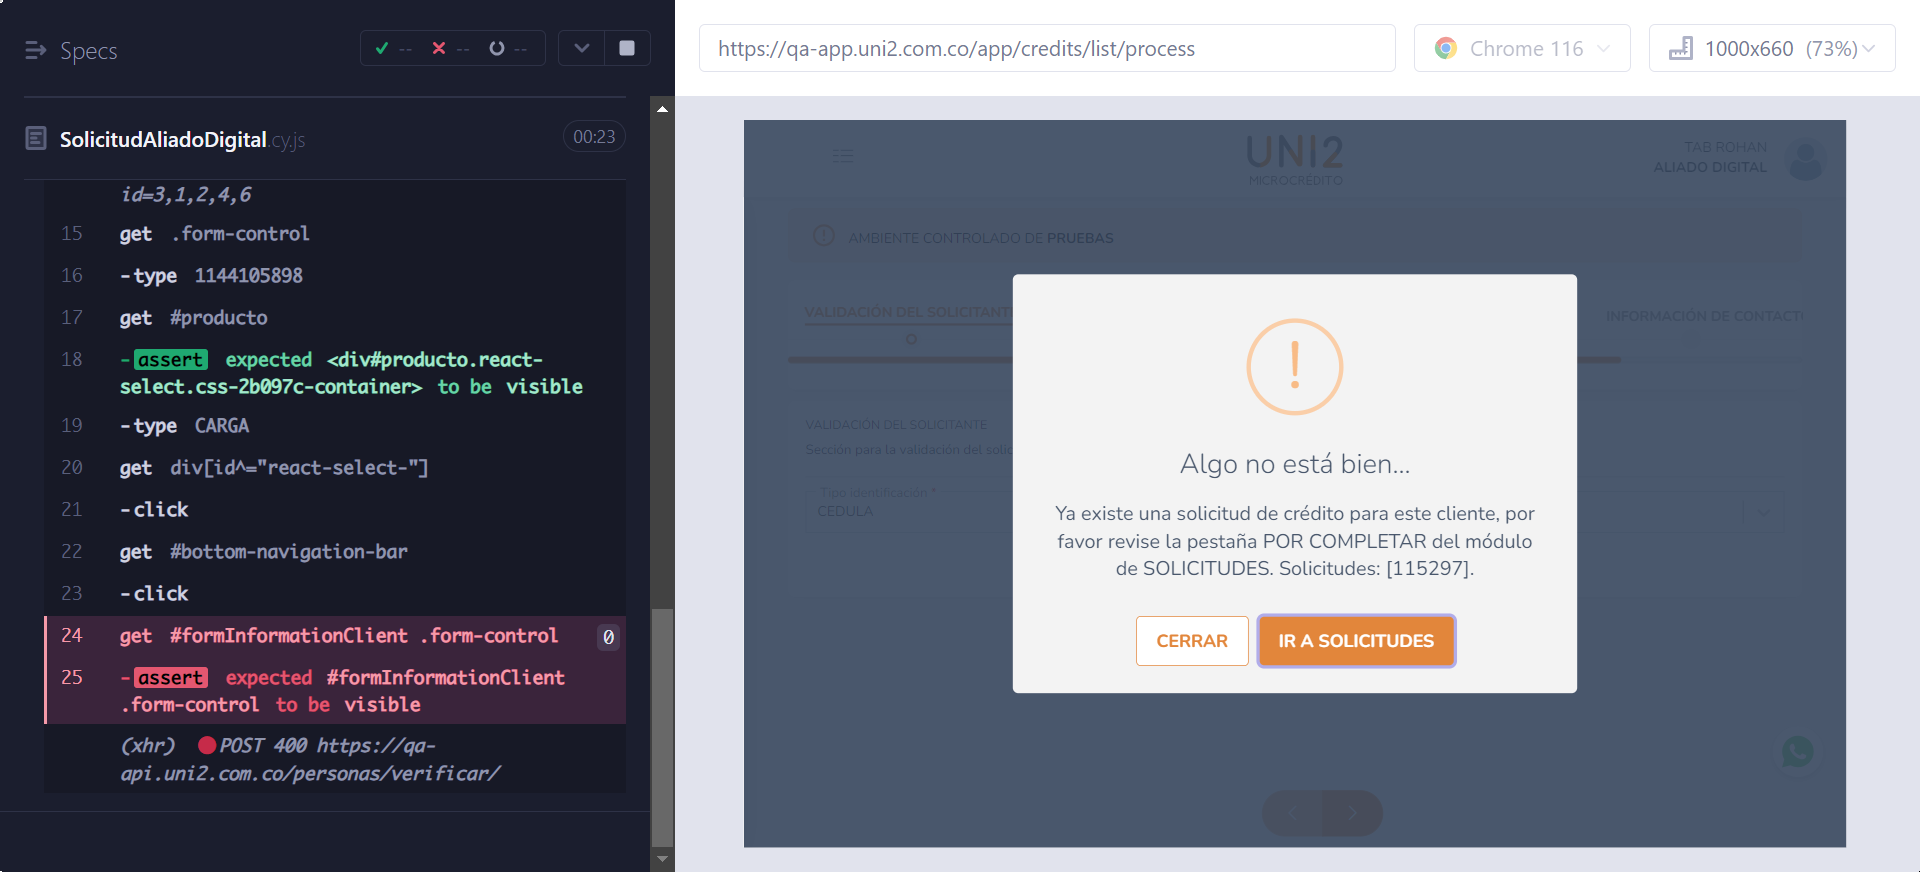 Specs
-- -- --
https://qa-app.uni2.com.co/app/credits/list/process
Chrome 116
1000x660 (73%)
SolicitudAliadoDigital.cy.js
00:23
id=3,1,2,4,6
15 get .form-control
16 -type 1144105898
17 get #producto
18 -assert expected <div#producto.react-
select.css-2b097c-container> to be visible
19 -type CARGA
20 get div[id^="react-select-"]
21 -click
22 get #bottom-navigation-bar
23 -click
24 get #formInformationClient .form-control 0
25 -assert expected #formInformationClient
.form-control to be visible
(xhr) POST 400 https://qa-
api.uni2.com.co/personas/verificar/
UNI2
MICROCRÉDITO
TAB ROHAN
ALIADO DIGITAL
AMBIENTE CONTROLADO DE PRUEBAS
VALIDACIÓN DEL SOLICITANTE
INFORMACIÓN DE CONTACT
VALIDACIÓN DEL SOLICITANTE
Sección para la validación del solic
Tipo identificación *
CEDULA
Algo no está bien...
Ya existe una solicitud de crédito para este cliente, por
favor revise la pestaña POR COMPLETAR del módulo
de SOLICITUDES. Solicitudes: [115297].
CERRAR
IR A SOLICITUDES